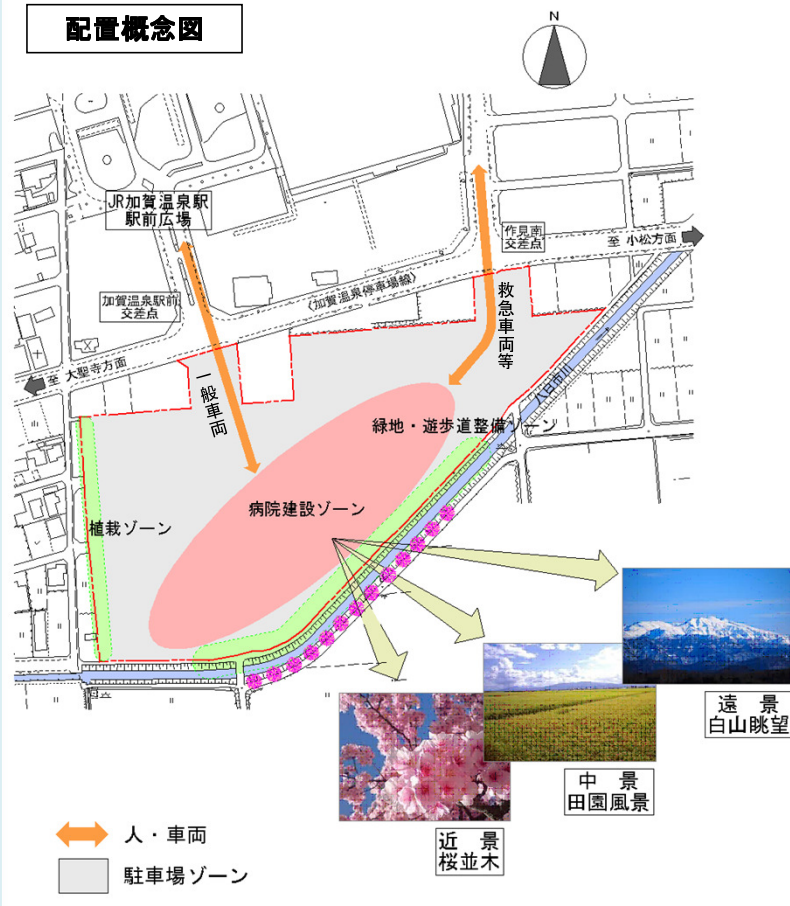 配置概念図
N
JR加賀温泉駅
駅前広場
作見南
交差点
至 小松方面
加賀温泉駅前
交差点
〈加賀温泉停車場線〉
救急車両等
至 大聖寺方面
一般車両
八日市川
緑地・遊歩道整備ゾーン
病院建設ゾーン
植栽ゾーン
遠 景
白山眺望
中 景
田園風景
近 景
桜並木
人・車両
駐車場ゾーン